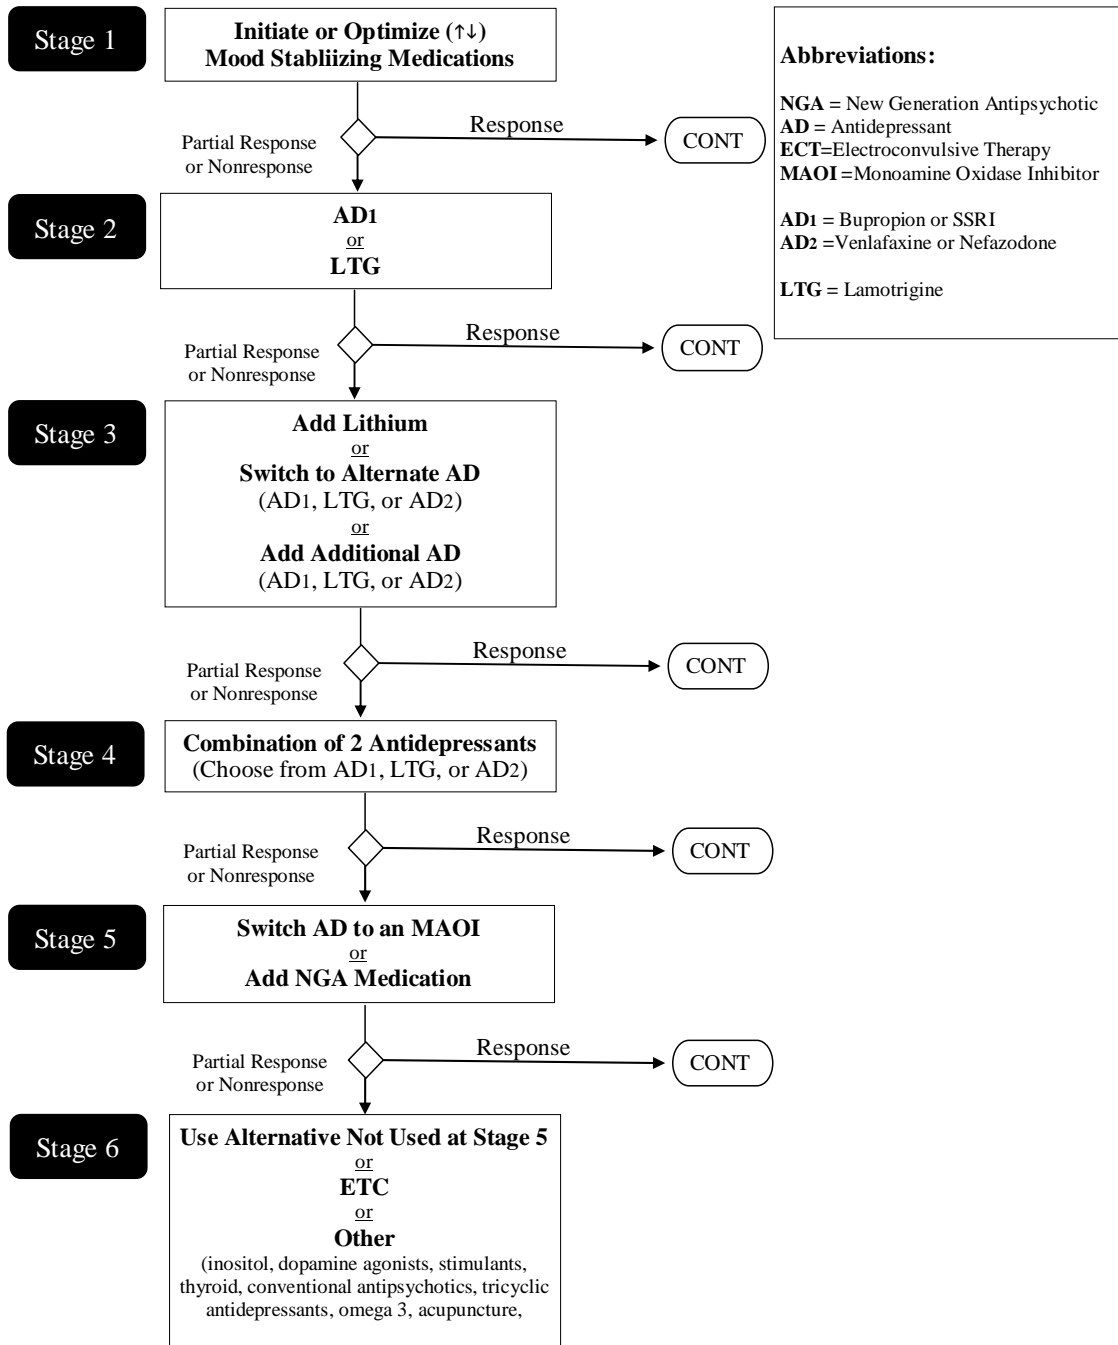 Stage 1
Initiate or Optimize (↑↓)
Mood Stabliizing Medications
Partial Response
or Nonresponse
Response
CONT
Abbreviations:
NGA = New Generation Antipsychotic
AD = Antidepressant
ECT=Electroconvulsive Therapy
MAOI =Monoamine Oxidase Inhibitor
AD1 = Bupropion or SSRI
AD2 =Venlafaxine or Nefazodone
LTG = Lamotrigine
Stage 2
AD1
or
LTG
Partial Response
or Nonresponse
Response
CONT
Stage 3
Add Lithium
or
Switch to Alternate AD
(AD1, LTG, or AD2)
or
Add Additional AD
(AD1, LTG, or AD2)
Partial Response
or Nonresponse
Response
CONT
Stage 4
Combination of 2 Antidepressants
(Choose from AD1, LTG, or AD2)
Partial Response
or Nonresponse
Response
CONT
Stage 5
Switch AD to an MAOI
or
Add NGA Medication
Partial Response
or Nonresponse
Response
CONT
Stage 6
Use Alternative Not Used at Stage 5
or
ETC
or
Other
(inositol, dopamine agonists, stimulants,
thyroid, conventional antipsychotics, tricyclic
antidepressants, omega 3, acupuncture,